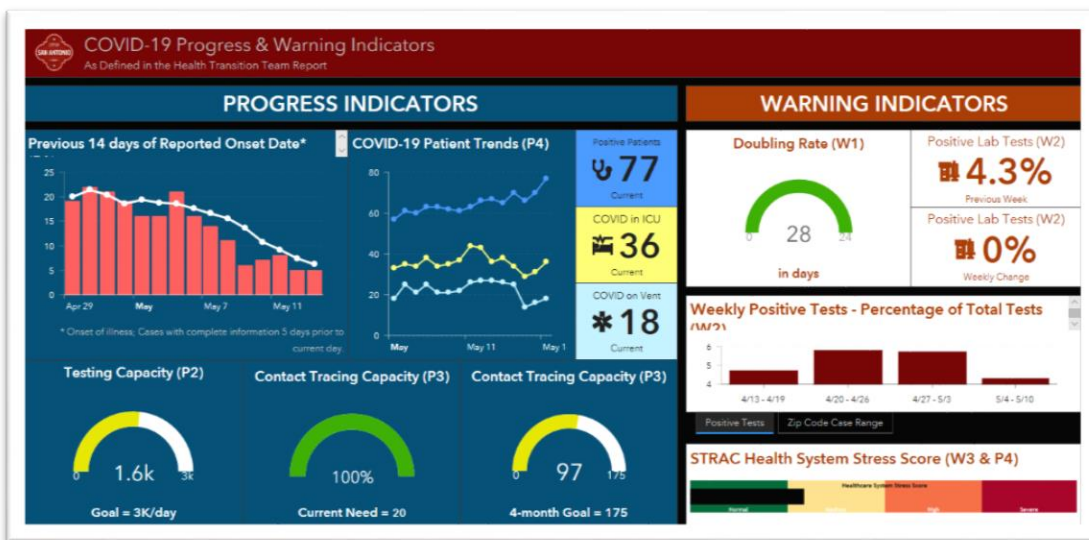 SAN ANTONIO
COVID-19 Progress & Warning Indicators
As Defined in the Health Transition Team Report
PROGRESS INDICATORS
Previous 14 days of Reported Onset Date*
25
20
15
10
5
0
Apr 29
May
May 7
May 11
* Onset of illness; Cases with complete information 5 days prior to
current day.
COVID-19 Patient Trends (P4)
80
60
40
20
0
May
May 11
May 1
Positive Patients
77
Current
COVID in ICU
36
Current
COVID on Vent
18
Current
Testing Capacity (P2)
0
1.6k
3k
Goal = 3K/day
Contact Tracing Capacity (P3)
100%
Current Need = 20
Contact Tracing Capacity (P3)
0
97
175
4-month Goal = 175
WARNING INDICATORS
Doubling Rate (W1)
0
28
24
in days
Positive Lab Tests (W2)
4.3%
Previous Week
Positive Lab Tests (W2)
0%
Weekly Change
Weekly Positive Tests - Percentage of Total Tests
(W2)
6
5
4
4/13 - 4/19
4/20 - 4/26
4/27 - 5/3
5/4 - 5/10
Positive Tests
Zip Code Case Range
STRAC Health System Stress Score (W3 & P4)
Healthcare System Stress Score
Normal
High
Severe